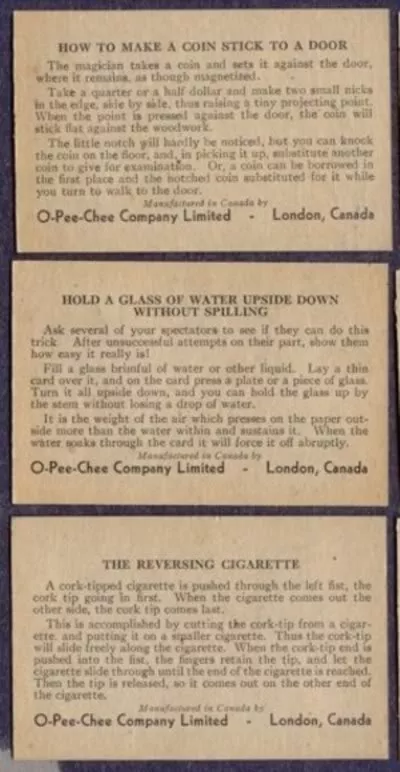 HOW TO MAKE A COIN STICK TO A DOOR
The magician takes a coin and sets it against the door,
where it remains, as though magnetized.
Take a quarter or a half dollar and make two small nicks
in the edge, side by side, thus raising a tiny projecting point.
When the point is pressed against the door, the coin will
stick flat against the woodwork.
The little notch will hardly be noticed, but you can knock
the coin on the floor, and, in picking it up, substitute another
coin to give for examination. Or, a coin can be borrowed in
the first place and the notched coin substituted for it while
you turn to walk to the door.
Manufactured in Canada by
O-Pee-Chee Company Limited - London, Canada
HOLD A GLASS OF WATER UPSIDE DOWN
WITHOUT SPILLING
Ask several of your spectators to see if they can do this
trick. After unsuccessful attempts on their part, show them
how easy it really is!
Fill a glass brimful of water or other liquid. Lay a thin
card over it, and on the card press a plate or a piece of glass.
Turn it all upside down, and you can hold the glass up by
the stem without losing a drop of water.
It is the weight of the air which presses on the paper out-
side more than the water within and sustains it. When the
water soaks through the card it will force it off abruptly.
Manufactured in Canada by
O-Pee-Chee Company Limited - London, Canada
THE REVERSING CIGARETTE
A cork-tipped cigarette is pushed through the left fist, the
cork tip going in first. When the cigarette comes out the
other side, the cork tip comes last.
This is accomplished by cutting the cork-tip from a cigar-
ette, and putting it on a smaller cigarette. Thus the cork-tip
will slide freely along the cigarette. When the cork-tip end is
pushed into the fist, the fingers retain the tip, and let the
cigarette slide through until the end of the cigarette is reached.
Then the tip is released, so it comes out on the other end of
the cigarette.
Manufactured in Canada by
O-Pee-Chee Company Limited - London, Canada